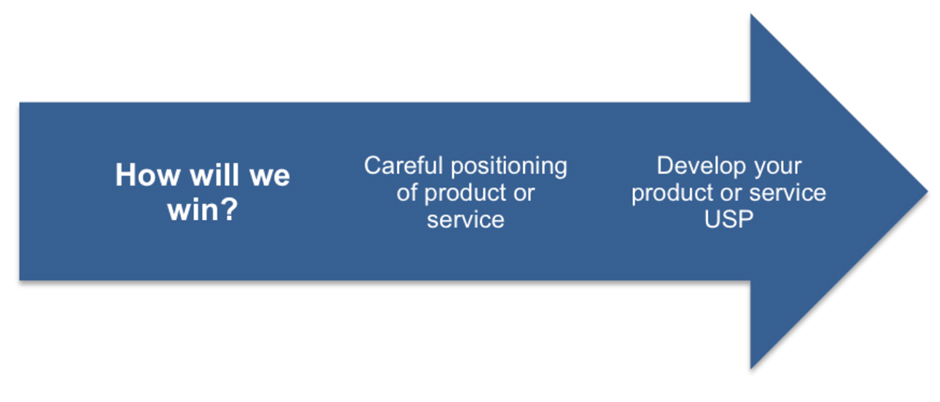 How will we
win?
Careful positioning
of product or
service
Develop your
product or service
USP